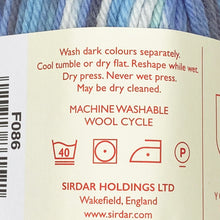 Wash dark colours separately.
Cool tumble or dry flat. Reshape while wet.
Dry press. Never wet press.
May be dry cleaned.
MACHINE WASHABLE
WOOL CYCLE
40
P
SIRDAR HOLDINGS LTD
Wakefield, England
www.sirdar.com
F086